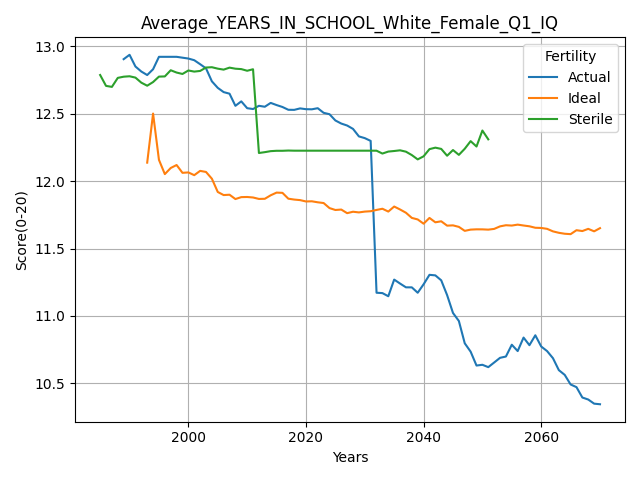 Average_YEARS_IN_SCHOOL_White_Female_Q1_IQ
Score(0-20)
13.0
12.5
12.0
11.5
11.0
10.5
2000
2020
2040
2060
Years
Fertility
Actual
Ideal
Sterile